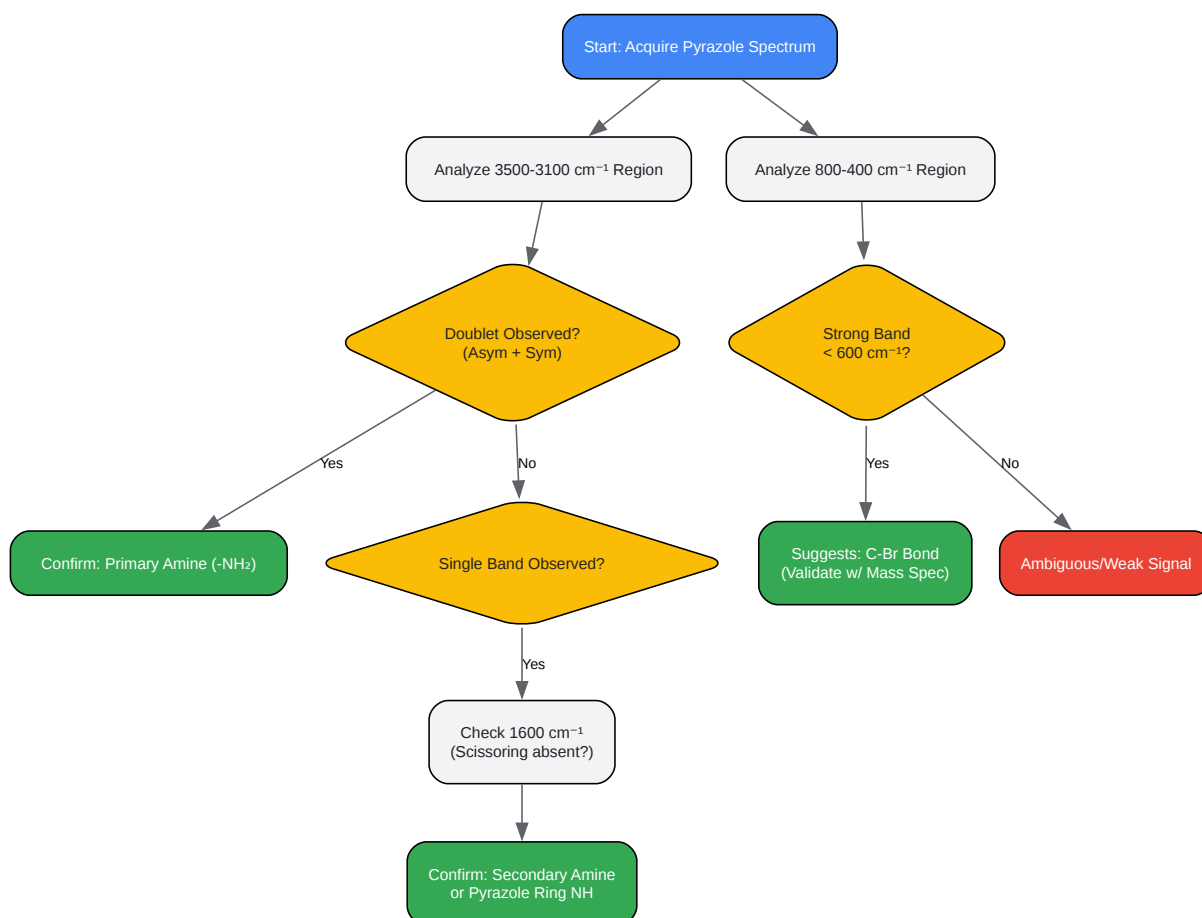 Start: Acquire Pyrazole Spectrum
Analyze 3500-3100 cm⁻¹ Region
Analyze 800-400 cm⁻¹ Region
Doublet Observed?
(Asym + Sym)
Strong Band
< 600 cm⁻¹?
Yes
No
Yes
No
Confirm: Primary Amine (-NH₂)
Single Band Observed?
Suggests: C-Br Bond
(Validate w/ Mass Spec)
Ambiguous/Weak Signal
Yes
Check 1600 cm⁻¹
(Scissoring absent?)
Confirm: Secondary Amine
or Pyrazole Ring NH